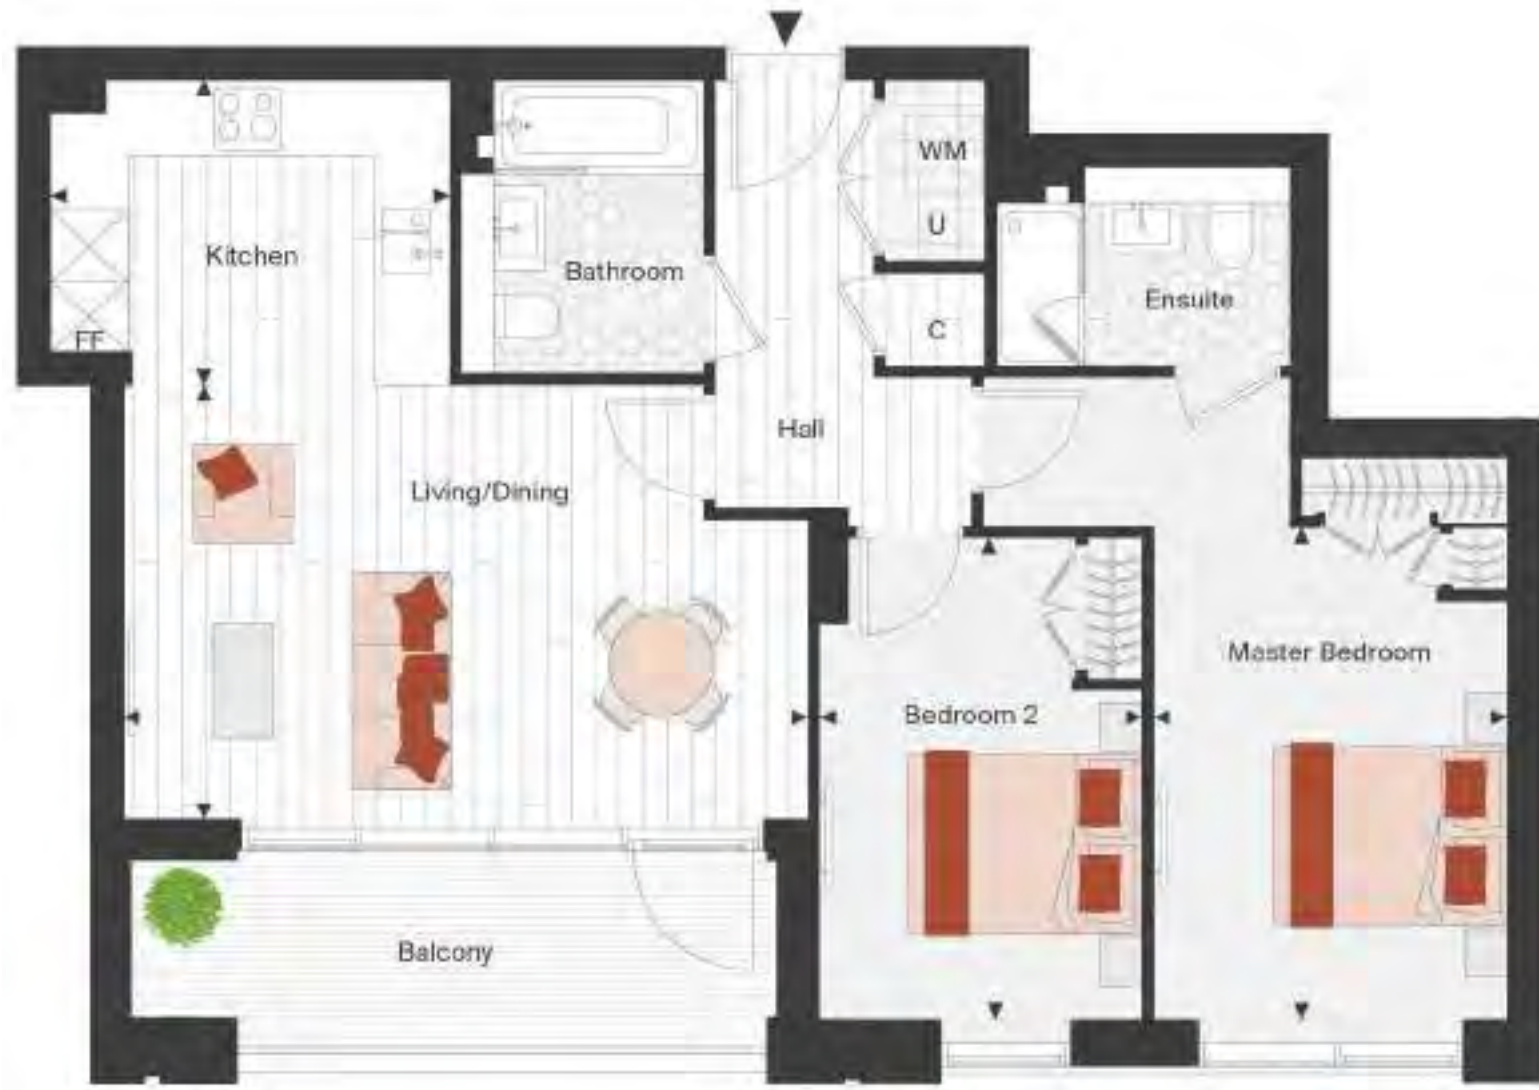 WM
U
Kitchen
Bathroom
Ensuite
FF
C
Hall
Living/Dining
Master Bedroom
Bedroom 2
Balcony